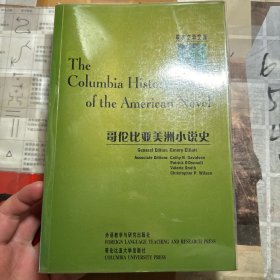 The
Columbia History
of the American Novel
哥伦比亚美洲小说史
General Editor, Emory Elliott
Associate Editors, Cathy N. Davidson
Patrick O'Donnell
Valerie Smith
Christopher P. Wilson
外语教学与研究出版社
FOREIGN LANGUAGE TEACHING AND RESEARCH PRESS
哥伦比亚大学出版社
COLUMBIA UNIVERSITY PRESS